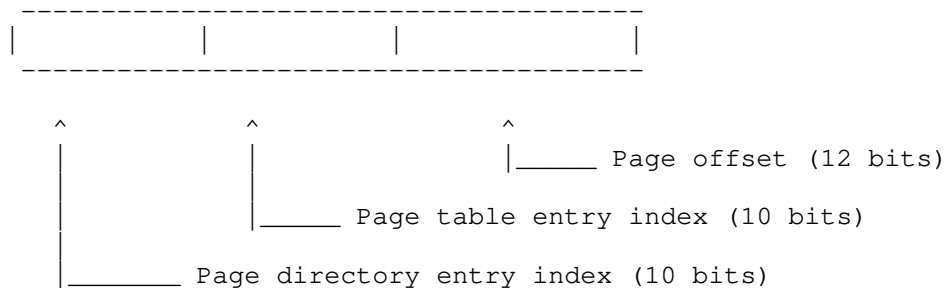 Page offset (12 bits)
Page table entry index (10 bits)
Page directory entry index (10 bits)